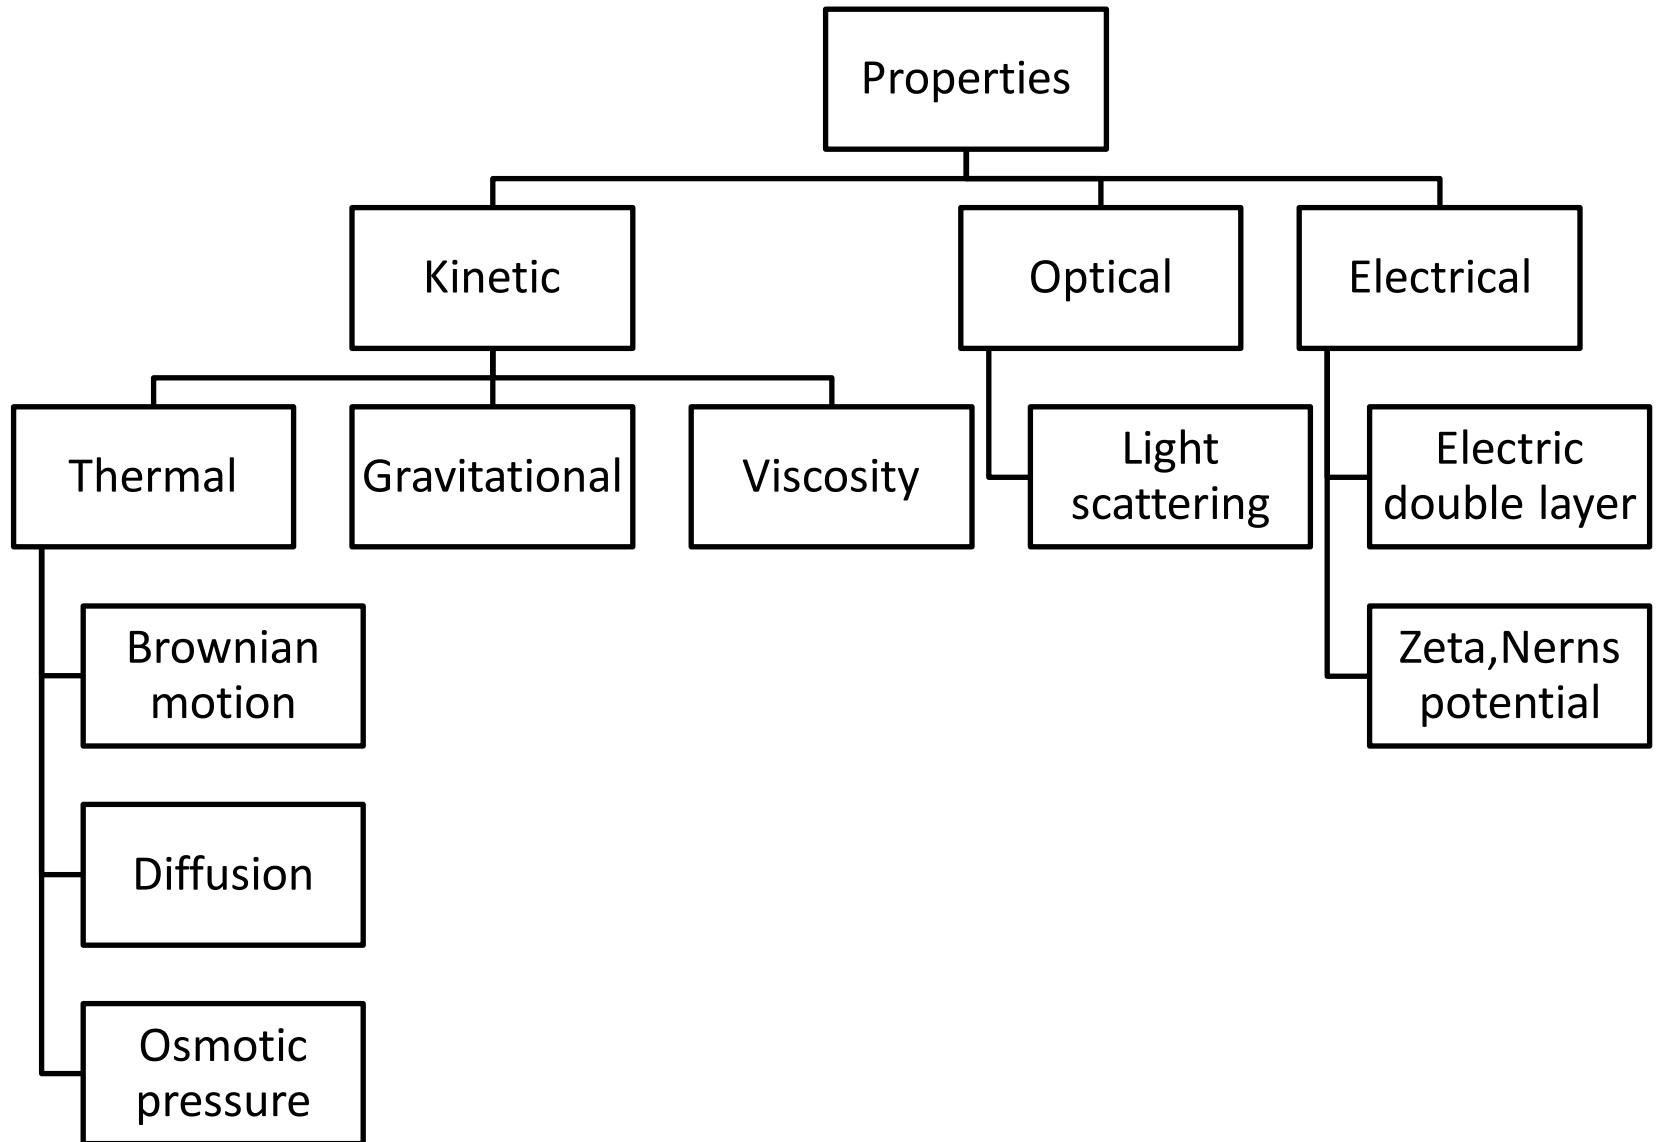 Properties
Kinetic
Optical
Electrical
Thermal
Gravitational
Viscosity
Light
scattering
Electric
double layer
Brownian
motion
Zeta,Nerns
potential
Diffusion
Osmotic
pressure